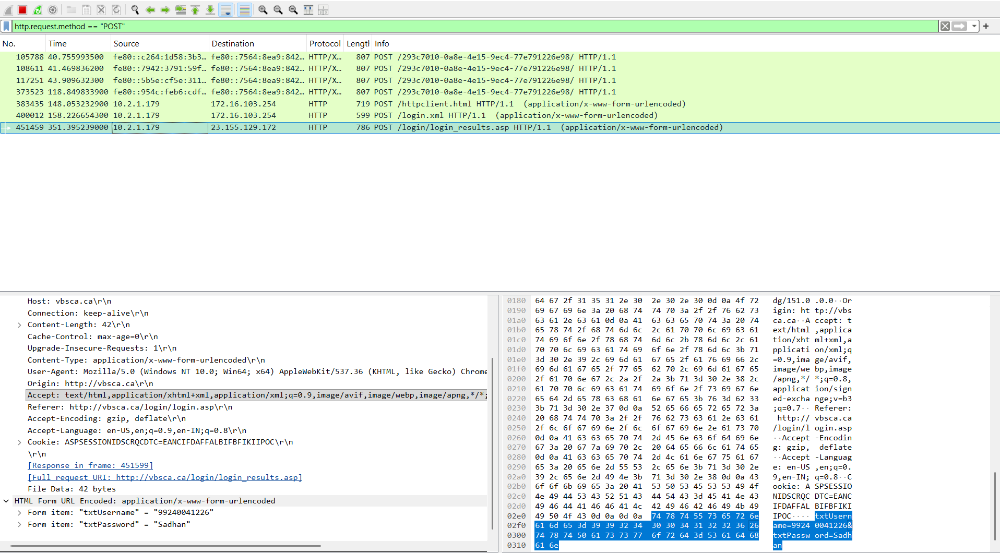 http.request.method == "POST"
No. Time Source Destination Protocol Length Info
105788 40.755993500 fe80::c264:1d58:3b3… fe80::7564:8ea9:842… HTTP/X… 807 POST /293c7010-0a8e-4e15-9ec4-77e791226e98/ HTTP/1.1
108611 41.469836200 fe80::7942:3791:59f… fe80::7564:8ea9:842… HTTP/X… 807 POST /293c7010-0a8e-4e15-9ec4-77e791226e98/ HTTP/1.1
117251 43.909632300 fe80::5b5e:cf5e:311… fe80::7564:8ea9:842… HTTP/X… 807 POST /293c7010-0a8e-4e15-9ec4-77e791226e98/ HTTP/1.1
373523 118.849833900 fe80::954c:feb6:cdf… fe80::7564:8ea9:842… HTTP/X… 807 POST /293c7010-0a8e-4e15-9ec4-77e791226e98/ HTTP/1.1
383435 148.053232900 10.2.1.179 172.16.103.254 HTTP 719 POST /httpclient.html HTTP/1.1 (application/x-www-form-urlencoded)
400012 158.226654300 10.2.1.179 172.16.103.254 HTTP 599 POST /login.xml HTTP/1.1 (application/x-www-form-urlencoded)
451459 351.395239000 10.2.1.179 23.155.129.172 HTTP 786 POST /login/login_results.asp HTTP/1.1 (application/x-www-form-urlencoded)
Host: vbsca.ca\r\n
Connection: keep-alive\r\n
Content-Length: 42\r\n
Cache-Control: max-age=0\r\n
Upgrade-Insecure-Requests: 1\r\n
Content-Type: application/x-www-form-urlencoded\r\n
User-Agent: Mozilla/5.0 (Windows NT 10.0; Win64; x64) AppleWebKit/537.36 (KHTML, like Gecko) Chrome
Origin: http://vbsca.ca\r\n
Accept: text/html,application/xhtml+xml,application/xml;q=0.9,image/avif,image/webp,image/apng,*/*;
Referer: http://vbsca.ca/login/login.asp\r\n
Accept-Encoding: gzip, deflate\r\n
Accept-Language: en-US,en;q=0.9,en-IN;q=0.8\r\n
Cookie: ASPSESSIONIDSCRQCDTC=EANCIFDAFFALBIFBFIKIIPOC\r\n
\r\n
[Response in frame: 451599]
[Full request URI: http://vbsca.ca/login/login_results.asp]
File Data: 42 bytes
HTML Form URL Encoded: application/x-www-form-urlencoded
Form item: "txtUsername" = "99240041226"
Form item: "txtPassword" = "Sadhan"
0180 64 67 2f 31 35 31 2e 30 2e 30 2e 30 0d 0a 4f 72 dg/151.0 .0.0··Or
0190 69 67 69 6e 3a 20 68 74 74 70 3a 2f 2f 76 62 73 igin: ht tp://vbs
01a0 63 61 2e 63 61 0d 0a 41 63 63 65 70 74 3a 20 74 ca.ca··A ccept: t
01b0 65 78 74 2f 68 74 6d 6c 2c 61 70 70 6c 69 63 61 ext/html ,applica
01c0 74 69 6f 6e 2f 78 68 74 6d 6c 2b 78 6d 6c 2c 61 tion/xht ml+xml,a
01d0 70 70 6c 69 63 61 74 69 6f 6e 2f 78 6d 6c 3b 71 pplicati on/xml;q
01e0 3d 30 2e 39 2c 69 6d 61 67 65 2f 61 76 69 66 2c =0.9,ima ge/avif,
01f0 69 6d 61 67 65 2f 77 65 62 70 2c 69 6d 61 67 65 image/we bp,image
0200 2f 61 70 6e 67 2c 2a 2f 2a 3b 71 3d 30 2e 38 2c /apng,*/ *;q=0.8,
0210 61 70 70 6c 69 63 61 74 69 6f 6e 2f 73 69 67 6e applicat ion/sign
0220 65 64 2d 65 78 63 68 61 6e 67 65 3b 76 3d 62 33 ed-excha nge;v=b3
0230 3b 71 3d 30 2e 37 0d 0a 52 65 66 65 72 65 72 3a ;q=0.7·· Referer:
0240 20 68 74 74 70 3a 2f 2f 76 62 73 63 61 2e 63 61 http:// vbsca.ca
0250 2f 6c 6f 67 69 6e 2f 6c 6f 67 69 6e 2e 61 73 70 /login/l ogin.asp
0260 0d 0a 41 63 63 65 70 74 2d 45 6e 63 6f 64 69 6e ··Accept -Encodin
0270 67 3a 20 67 7a 69 70 2c 20 64 65 66 6c 61 74 65 g: gzip, deflate
0280 0d 0a 41 63 63 65 70 74 2d 4c 61 6e 67 75 61 67 ··Accept -Languag
0290 65 3a 20 65 6e 2d 55 53 2c 65 6e 3b 71 3d 30 2e e: en-US ,en;q=0.
02a0 39 2c 65 6e 2d 49 4e 3b 71 3d 30 2e 38 0d 0a 43 9,en-IN; q=0.8··C
02b0 6f 6f 6b 69 65 3a 20 41 53 50 53 45 53 53 49 4f ookie: A SPSESSIO
02c0 4e 49 44 53 43 52 51 43 44 54 43 3d 45 41 4e 43 NIDSCRQC DTC=EANC
02d0 49 46 44 41 46 46 41 4c 42 49 46 42 46 49 4b 49 IFDAFFAL BIFBFIKI
02e0 49 50 4f 43 0d 0a 0d 0a 74 78 74 55 73 65 72 6e IPOC···· txtUsern
02f0 61 6d 65 3d 39 39 32 34 30 30 34 31 32 32 36 26 ame=9924 0041226&
0300 74 78 74 50 61 73 73 77 6f 72 64 3d 53 61 64 68 txtPassw ord=Sadh
0310 61 6e an